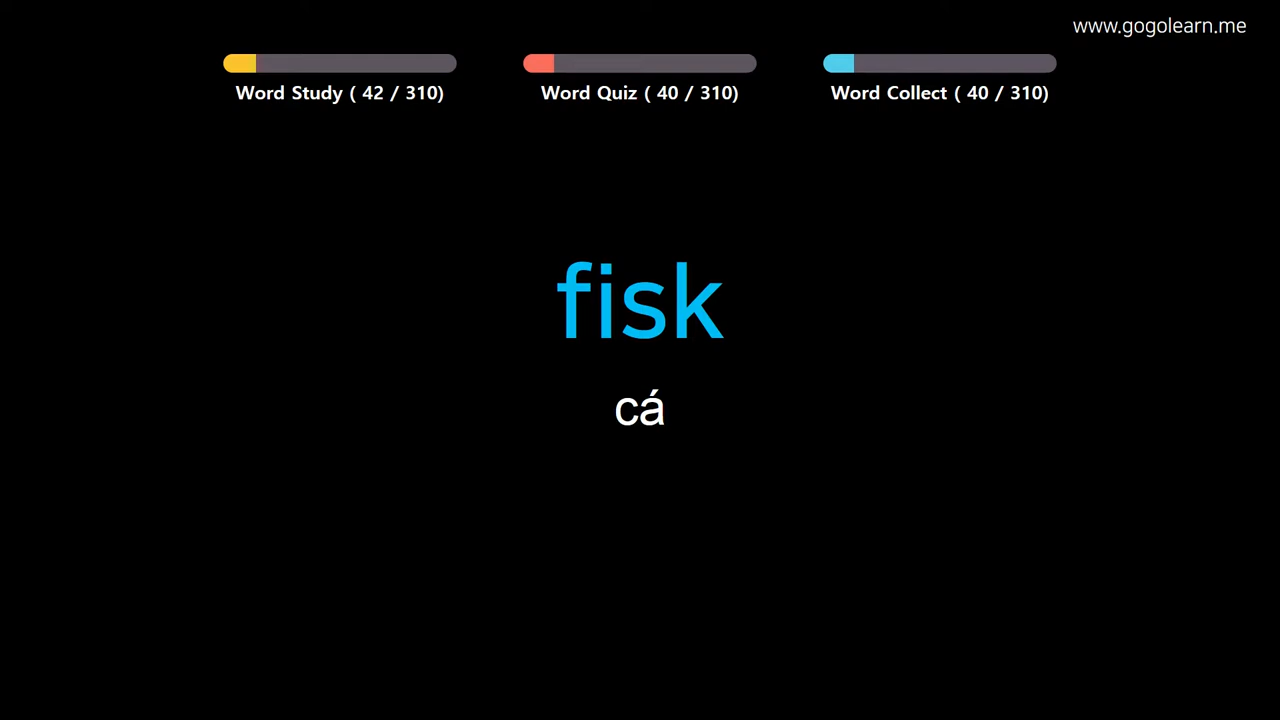 www.gogolearn.me
Word Study ( 42 / 310)
Word Quiz ( 40 / 310)
Word Collect ( 40 / 310)
fisk
cá